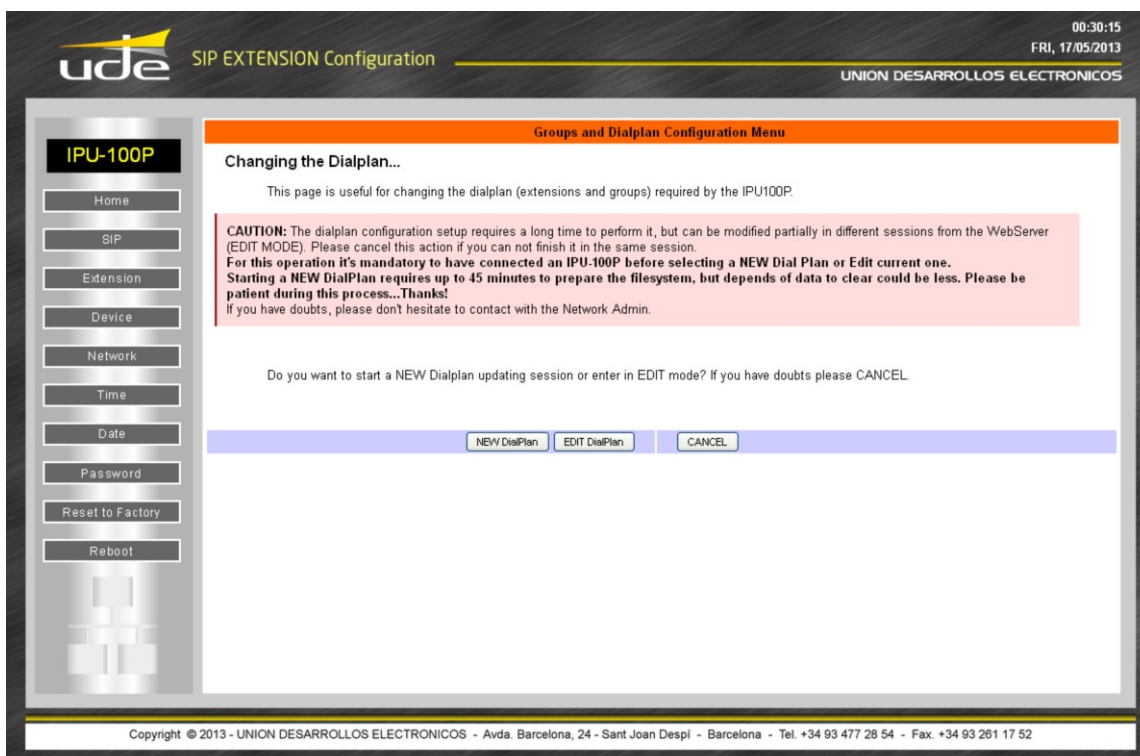 00:30:15
FRI, 17/05/2013
ude
SIP EXTENSION Configuration
UNION DESARROLLOS ELECTRONICOS
IPU-100P
Home
SIP
Extension
Device
Network
Time
Date
Password
Reset to Factory
Reboot
Groups and Dialplan Configuration Menu
Changing the Dialplan...
This page is useful for changing the dialplan (extensions and groups) required by the IPU100P.
CAUTION: The dialplan configuration setup requires a long time to perform it, but can be modified partially in different sessions from the WebServer
(EDIT MODE). Please cancel this action if you can not finish it in the same session.
For this operation it's mandatory to have connected an IPU-100P before selecting a NEW Dial Plan or Edit current one.
Starting a NEW DialPlan requires up to 45 minutes to prepare the filesystem, but depends of data to clear could be less. Please be
patient during this process...Thanks!
If you have doubts, please don't hesitate to contact with the Network Admin.
Do you want to start a NEW Dialplan updating session or enter in EDIT mode? If you have doubts please CANCEL.
NEW DialPlan EDIT DialPlan CANCEL
Copyright © 2013 - UNION DESARROLLOS ELECTRONICOS - Avda. Barcelona, 24 - Sant Joan Despí - Barcelona - Tel. +34 93 477 28 54 - Fax. +34 93 261 17 52